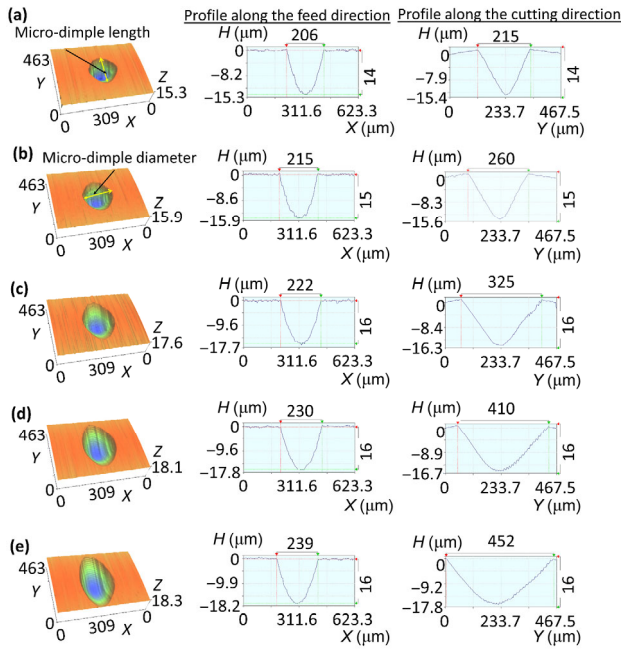 (a)
Profile along the feed direction
Profile along the cutting direction
Micro-dimple length
463
Y
0
309
X
0
Z
15.3
H (μm)
206
0
−8.2
−15.3
14
0
311.6
623.3
X (μm)
H (μm)
215
0
−7.9
−15.4
14
0
233.7
467.5
Y (μm)
(b)
Micro-dimple diameter
463
Y
0
309
X
0
Z
15.9
H (μm)
215
0
−8.6
−15.9
15
0
311.6
623.3
X (μm)
H (μm)
260
0
−8.2
−15.6
15
0
233.7
467.5
Y (μm)
(c)
463
Y
0
309
X
0
Z
17.6
H (μm)
222
0
−9.6
−17.7
16
0
311.6
623.3
X (μm)
H (μm)
325
0
−8.4
−16.3
16
0
233.7
467.5
Y (μm)
(d)
463
Y
0
309
X
0
Z
18.1
H (μm)
230
0
−9.6
−17.8
16
0
311.6
623.3
X (μm)
H (μm)
410
0
−8.9
−16.7
16
0
233.7
467.5
Y (μm)
(e)
463
Y
0
309
X
0
Z
18.3
H (μm)
239
0
−9.9
−18.2
16
0
311.6
623.3
X (μm)
H (μm)
452
0
−9.2
−17.8
16
0
233.7
467.5
Y (μm)